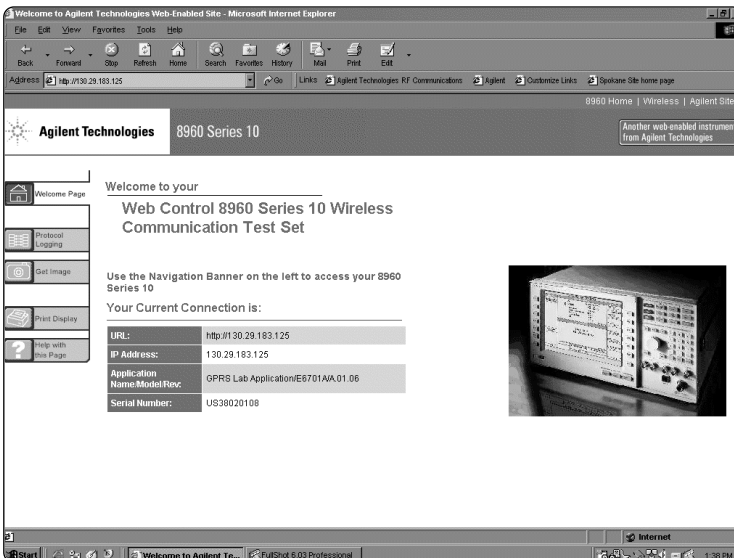 Welcome to Agilent Technologies Web-Enabled Site - Microsoft Internet Explorer
File Edit View Favorites Tools Help
Back Forward Stop Refresh Home Search Favorites History Mail Print Edit
Address http://130.29.183.125 Go Links Agilent Technologies RF Communications Agilent Customize Links Spokane Site home page
8960 Home | Wireless | Agilent Site
Agilent Technologies 8960 Series 10
Another web-enabled instrument
from Agilent Technologies
Welcome Page
Protocol
Logging
Get Image
Print Display
Help with
this Page
Welcome to your
Web Control 8960 Series 10 Wireless
Communication Test Set
Use the Navigation Banner on the left to access your 8960
Series 10
Your Current Connection is:
URL: http://130.29.183.125
IP Address: 130.29.183.125
Application
Name/Model/Rev: GPRS Lab Application/E6701A/A.01.06
Serial Number: US38020108
Internet
Start Welcome to Agilent Te... FullShot 6.03 Professional 1:38 PM